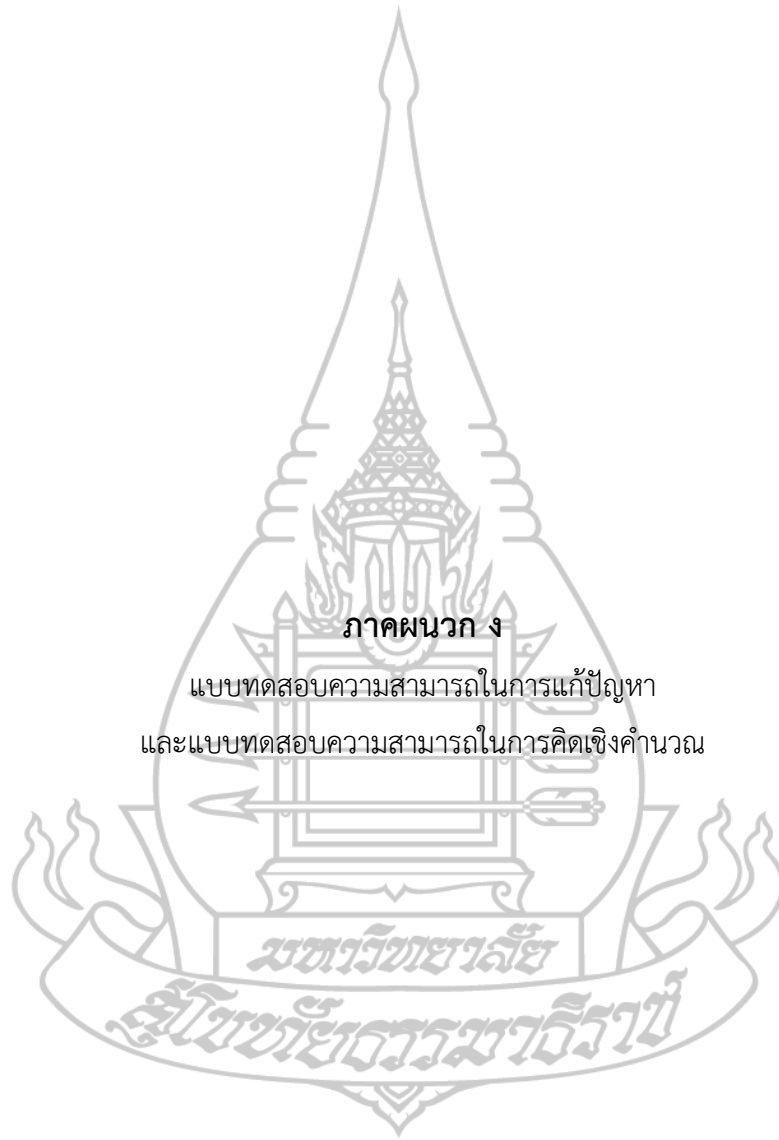 ภาคผนวก ง
แบบทดสอบความสามารถในการแก้ปัญหา
และแบบทดสอบความสามารถในการคิดเชิงคำนวณ
มหาวิทยาลัย
สุโขทัยธรรมาธิราช